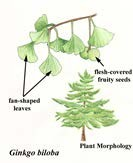 flesh-covered
fruity seeds
fan-shaped
leaves
Plant Morphology
Ginkgo biloba